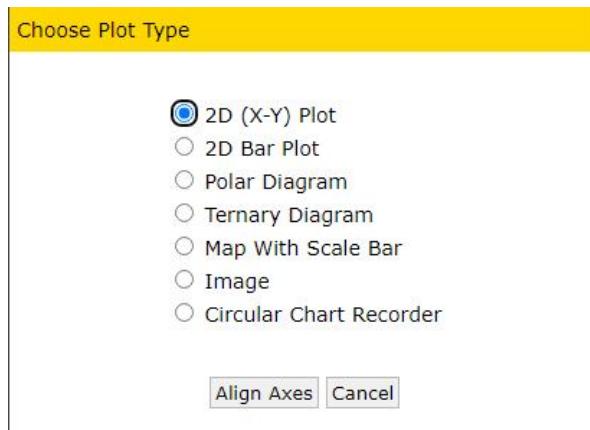 Choose Plot Type
2D (X-Y) Plot
2D Bar Plot
Polar Diagram
Ternary Diagram
Map With Scale Bar
Image
Circular Chart Recorder
Align Axes Cancel